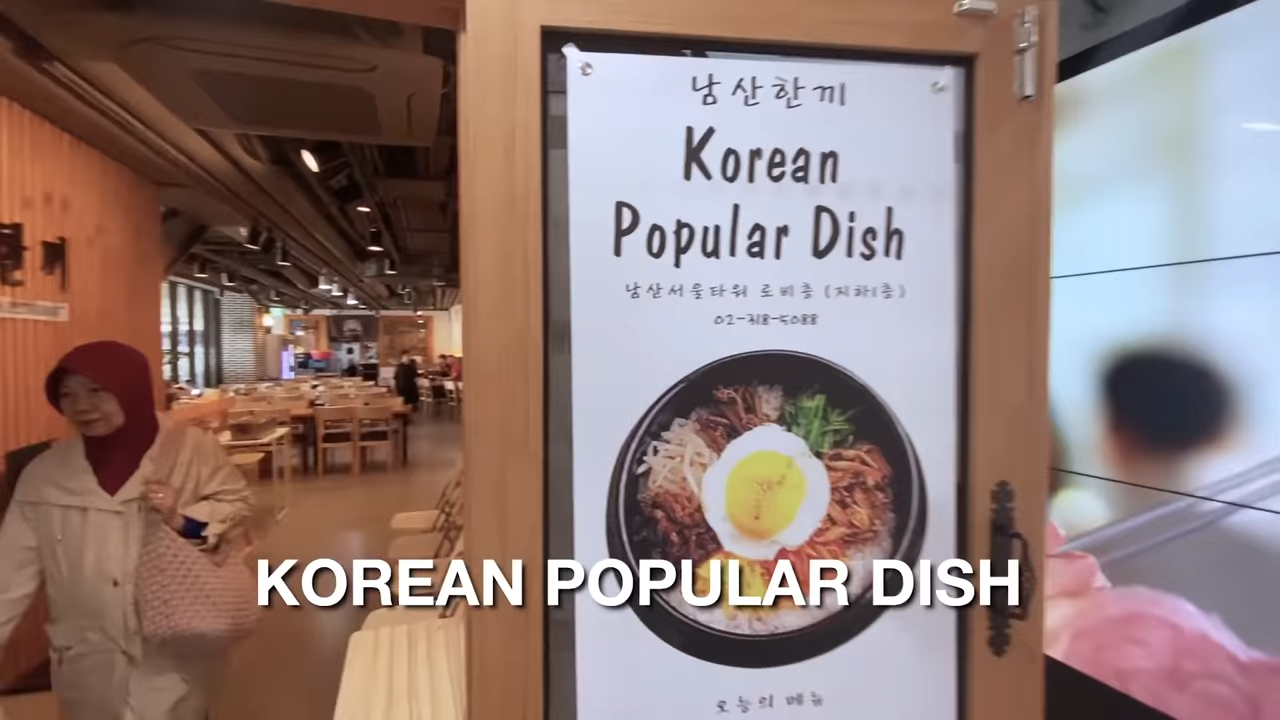 남산한끼
Korean
Popular Dish
남산서울타워 로비층 (지하1층)
02-318-5088
KOREAN POPULAR DISH
오늘의 메뉴